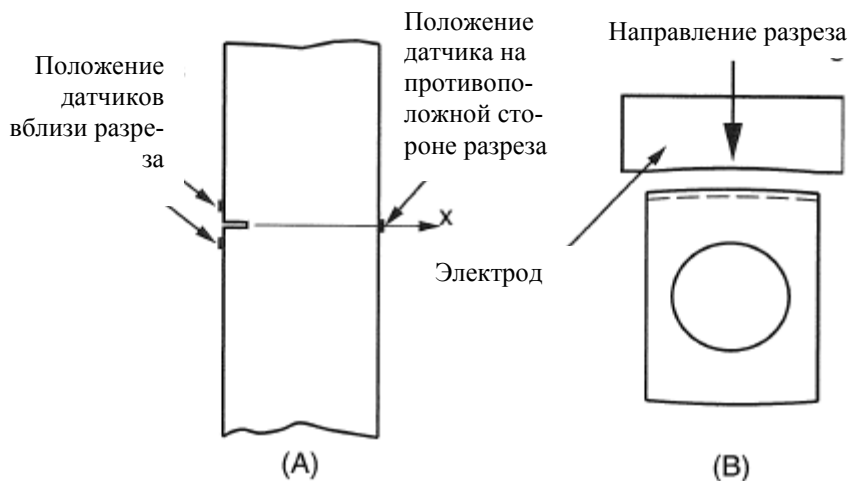 Положение
датчиков
вблизи разре-
за
Положение
датчика на
противопо-
ложной сто-
роне разреза
X
(A)
Направление разреза
Электрод
(B)